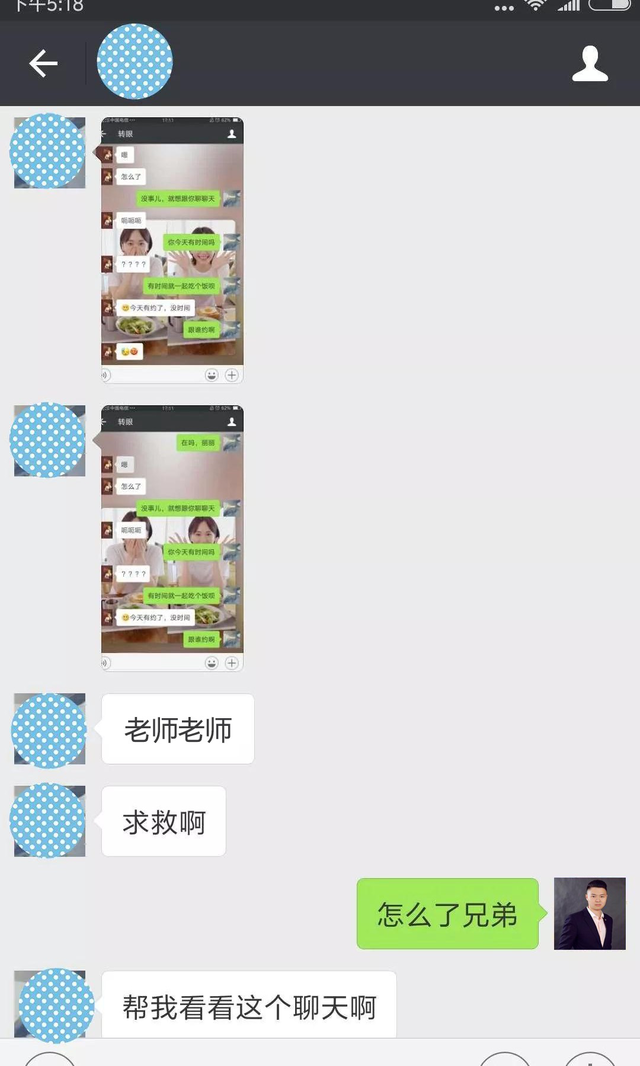 下午5:18
17:11
转眼
嗯
怎么了
没事儿，就想跟你聊聊天
呃呃呃
你今天有时间吗
？？？？
有时间就一起吃个饭呗
今天有约了，没时间
跟谁约啊
17:11
转眼
在吗，丽丽
嗯
怎么了
没事儿，就想跟你聊聊天
呃呃呃
你今天有时间吗
？？？？
有时间就一起吃个饭呗
今天有约了，没时间
跟谁约啊
老师老师
求救啊
怎么了兄弟
帮我看看这个聊天啊